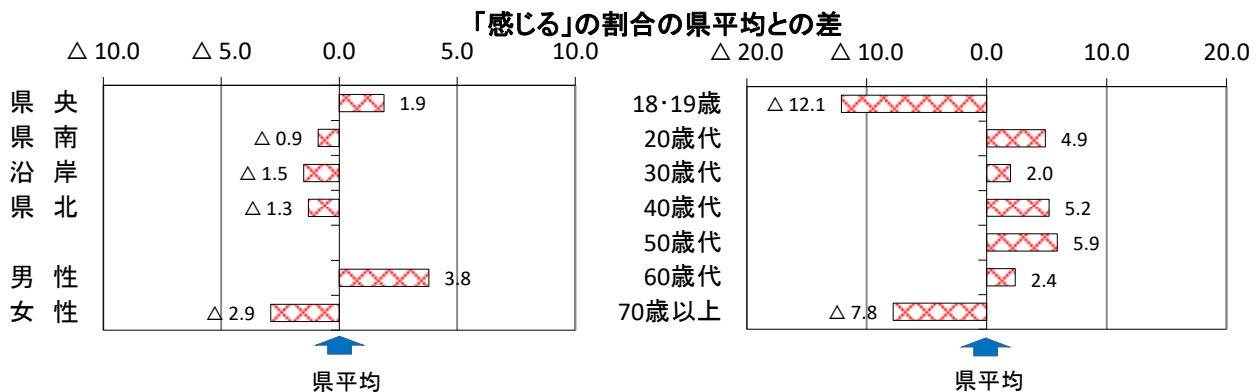 「感じる」の割合の県平均との差
△ 10.0 △ 5.0 0.0 5.0 10.0
県 央 1.9
県 南 △ 0.9
沿 岸 △ 1.5
県 北 △ 1.3
男 性 3.8
女 性 △ 2.9
県平均
△ 20.0 △ 10.0 0.0 10.0 20.0
18･19歳 △ 12.1
20歳代 4.9
30歳代 2.0
40歳代 5.2
50歳代 5.9
60歳代 2.4
70歳以上 △ 7.8
県平均